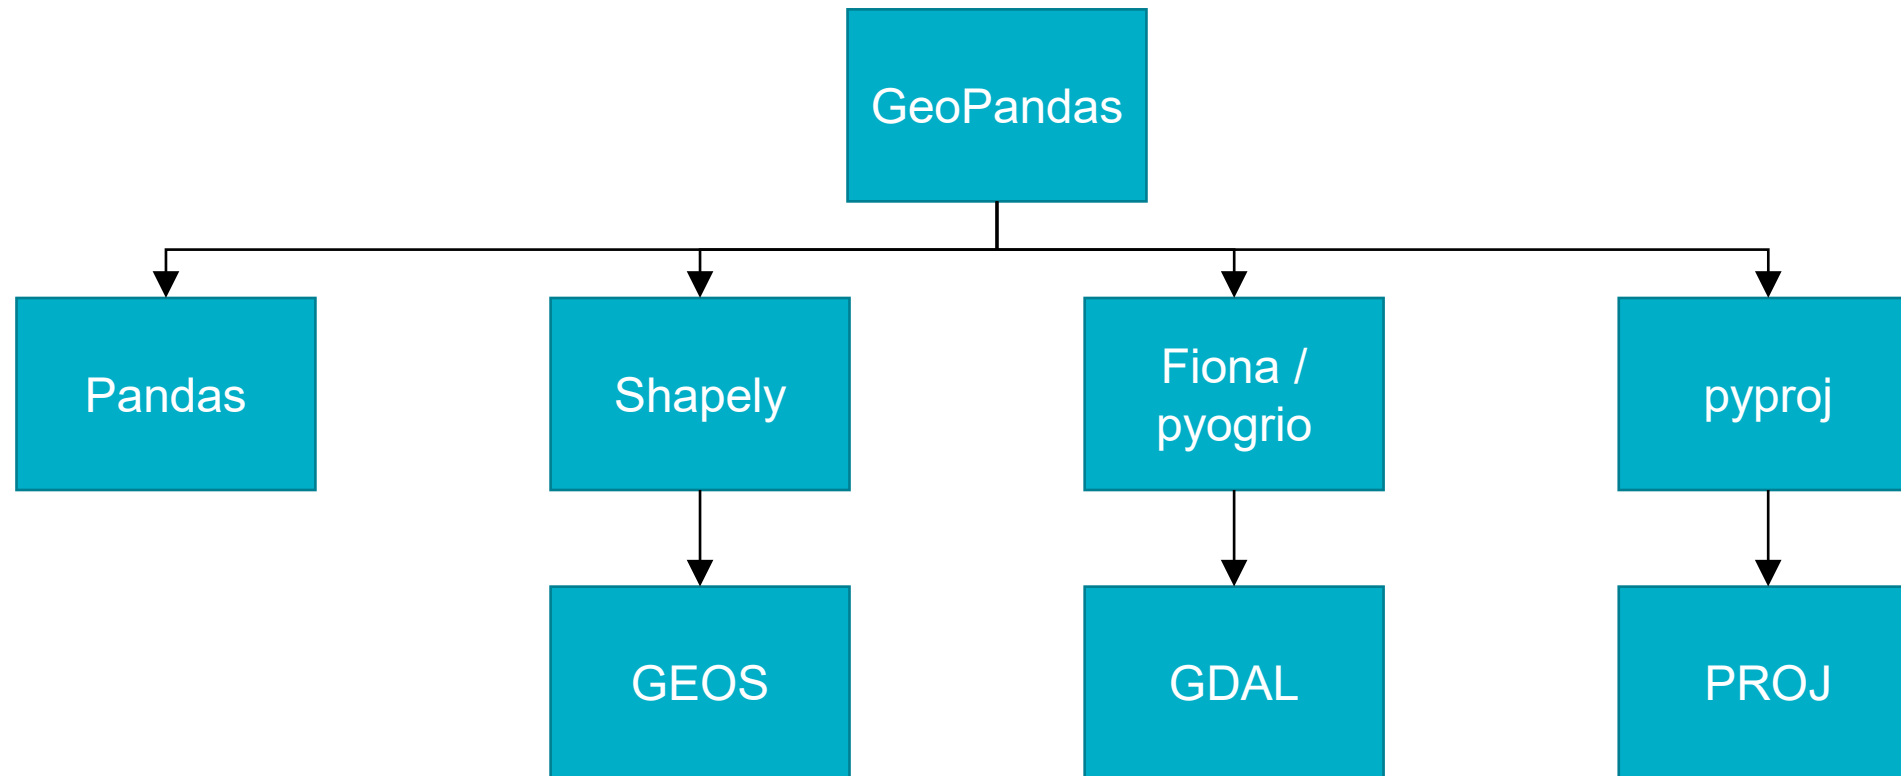 GeoPandas
Pandas
Shapely
Fiona /
pyogrio
pyproj
GEOS
GDAL
PROJ